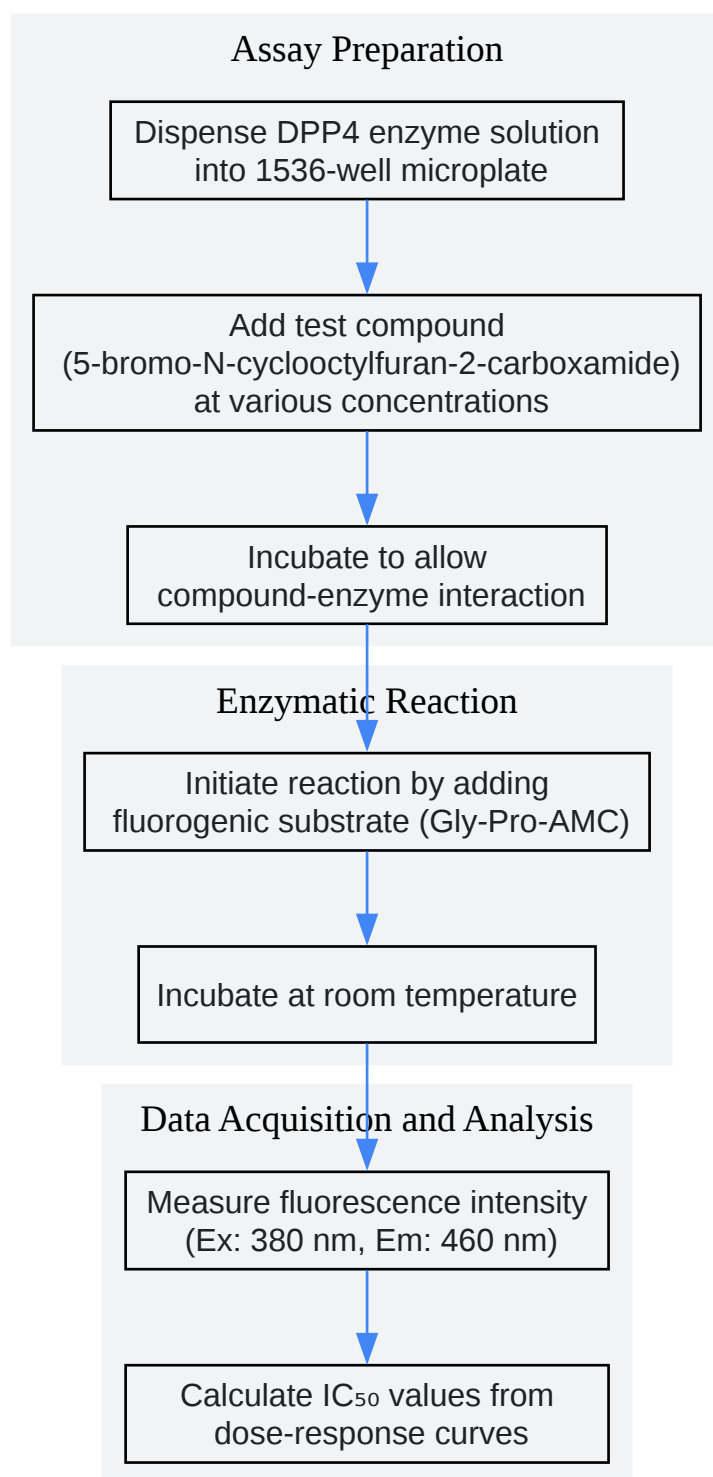 Assay Preparation
Dispense DPP4 enzyme solution
into 1536-well microplate
Add test compound
(5-bromo-N-cyclooctylfuran-2-carboxamide)
at various concentrations
Incubate to allow
compound-enzyme interaction
Enzymatic Reaction
Initiate reaction by adding
fluorogenic substrate (Gly-Pro-AMC)
Incubate at room temperature
Data Acquisition and Analysis
Measure fluorescence intensity
(Ex: 380 nm, Em: 460 nm)
Calculate IC₅₀ values from
dose-response curves